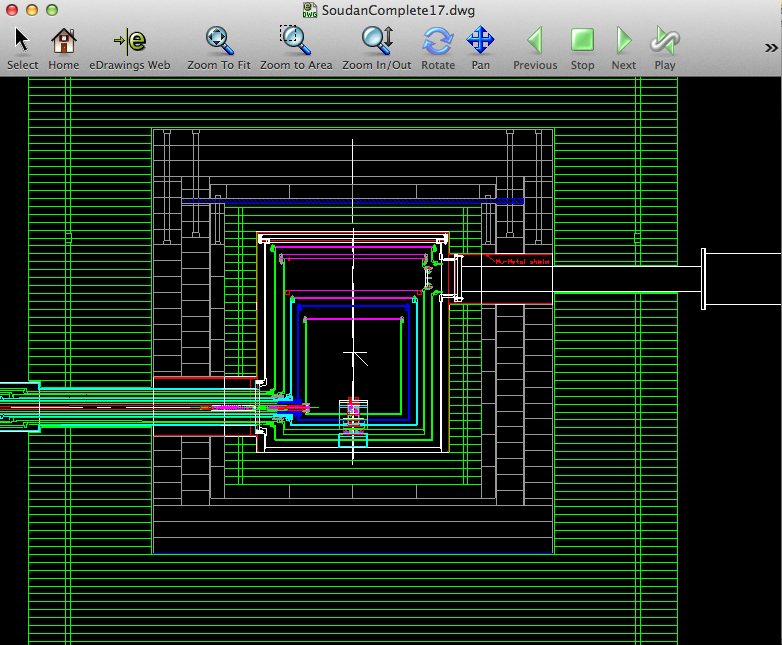 SoudanComplete17.dwg
Select Home eDrawings Web Zoom To Fit Zoom to Area Zoom In/Out Rotate Pan Previous Stop Next Play
Mu-Metal shield